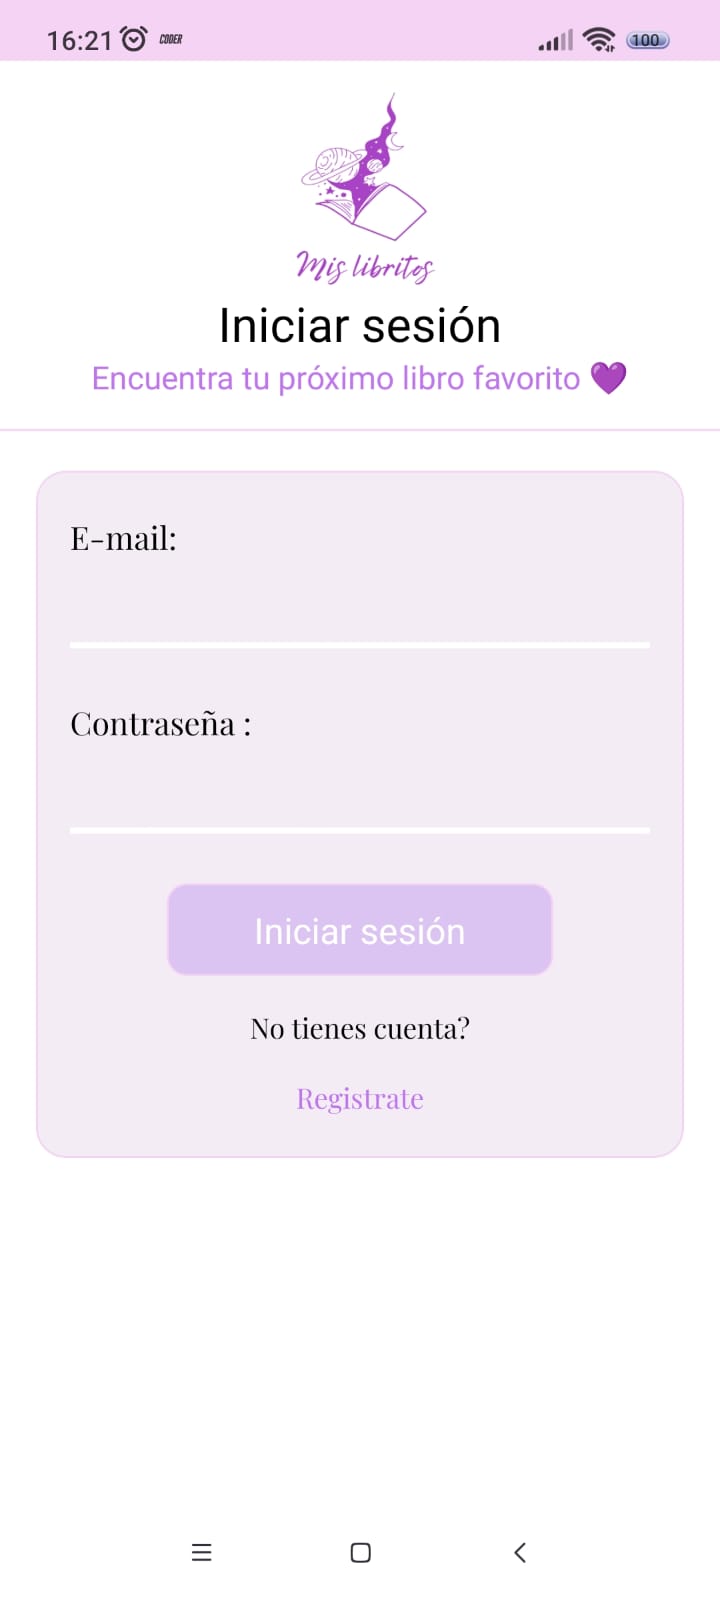 16:21 CODER 100
Mis libritos
Iniciar sesión
Encuentra tu próximo libro favorito 💜
E-mail:
Contraseña :
Iniciar sesión
No tienes cuenta?
Registrate